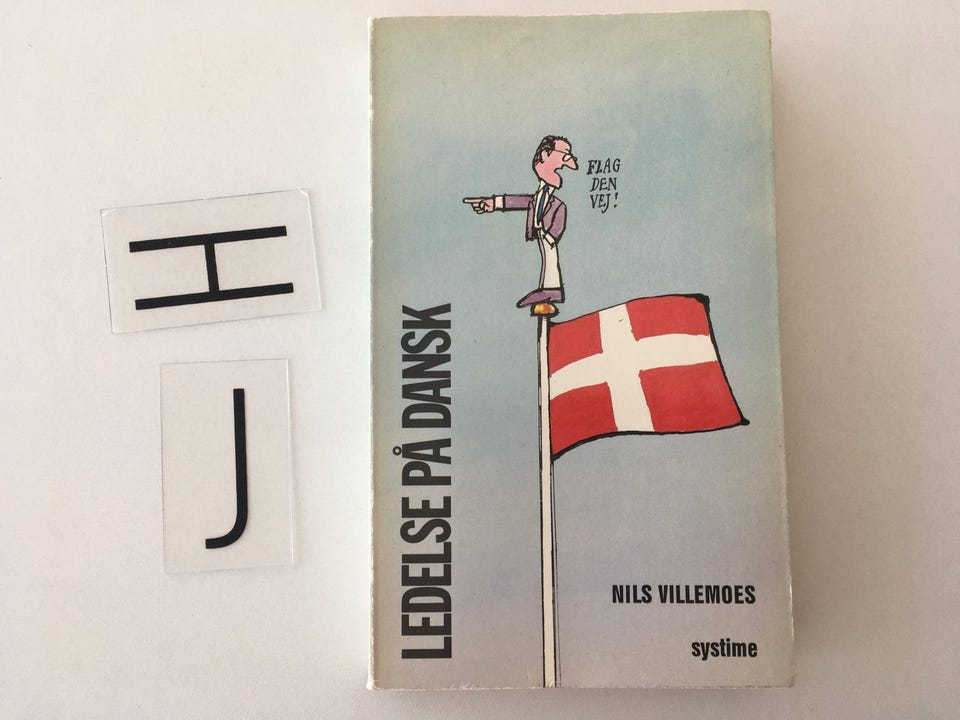 H
J
LEDELSE PÅ DANSK
FLAG
DEN
VEJ!
NILS VILLEMOES
systime